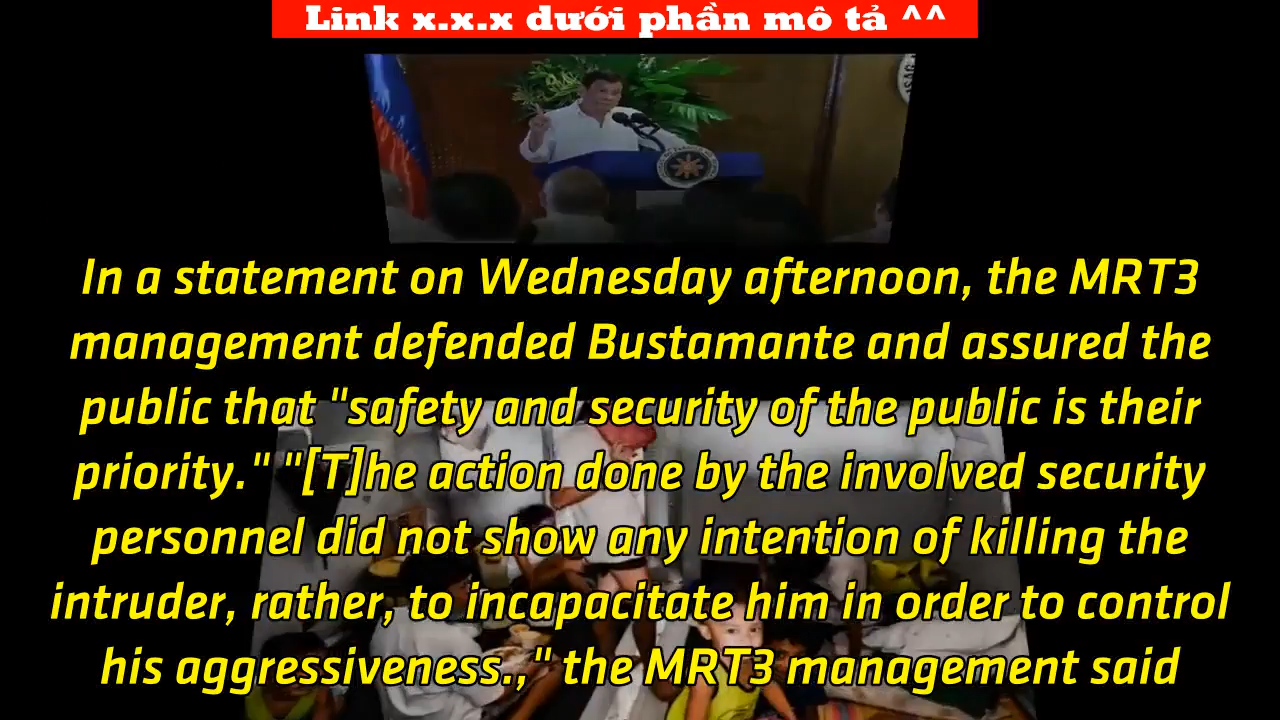 Link x.x.x dưới phần mô tả ^^
In a statement on Wednesday afternoon, the MRT3
management defended Bustamante and assured the
public that "safety and security of the public is their
priority." "[T]he action done by the involved security
personnel did not show any intention of killing the
intruder, rather, to incapacitate him in order to control
his aggressiveness.," the MRT3 management said